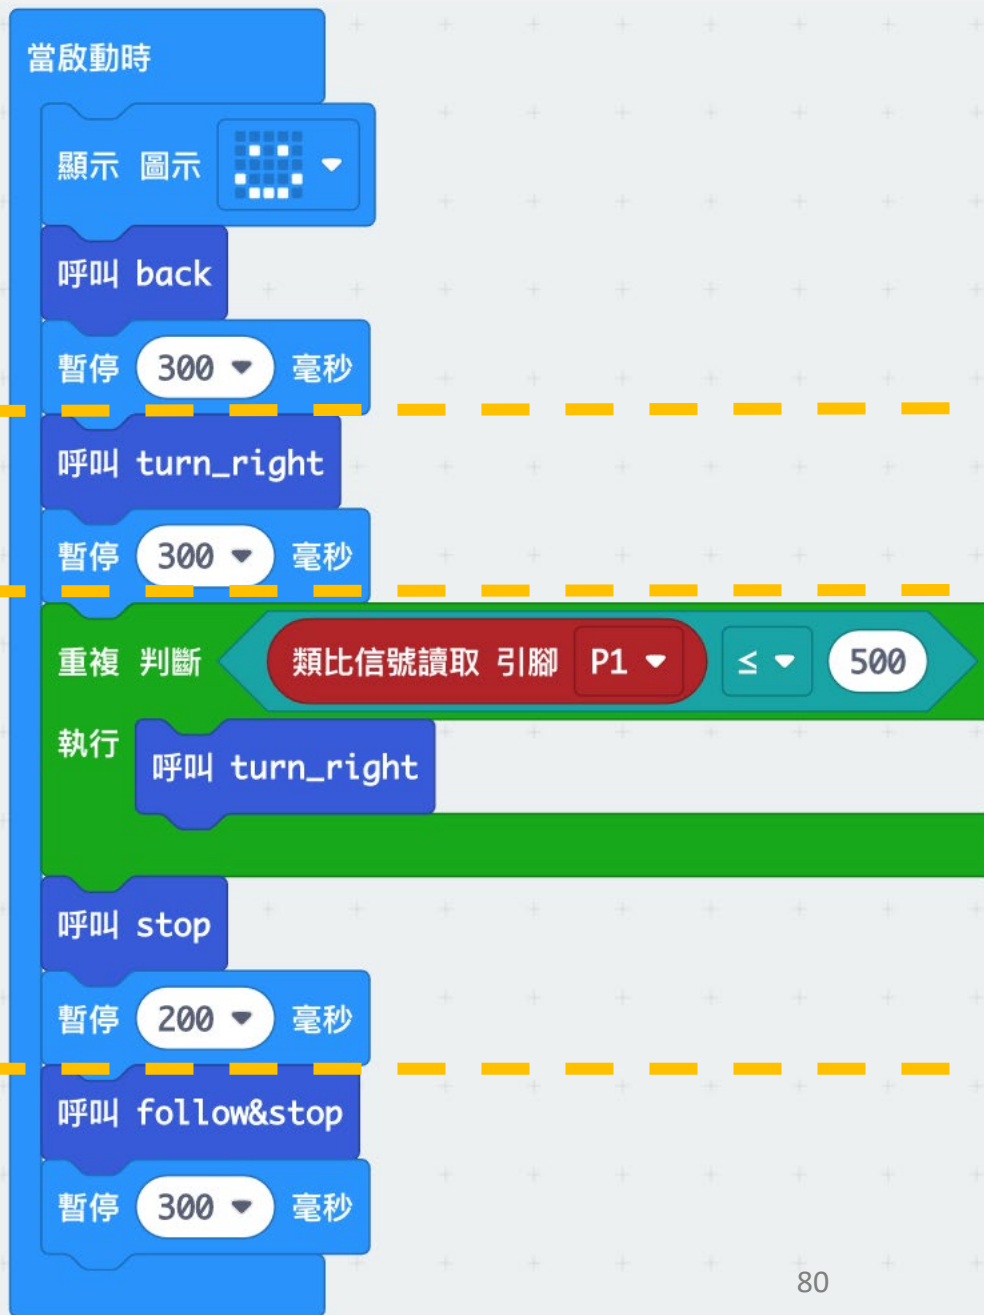 當啟動時
顯示 圖示
呼叫 back
暫停 300 毫秒
呼叫 turn_right
暫停 300 毫秒
重複 判斷 類比信號讀取 引腳 P1 ≤ 500
執行
呼叫 turn_right
呼叫 stop
暫停 200 毫秒
呼叫 follow&stop
暫停 300 毫秒
80